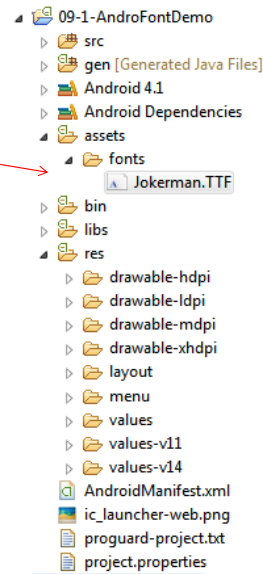 09-1-AndroFontDemo
src
gen [Generated Java Files]
Android 4.1
Android Dependencies
assets
fonts
Jokerman.TTF
bin
libs
res
drawable-hdpi
drawable-ldpi
drawable-mdpi
drawable-xhdpi
layout
menu
values
values-v11
values-v14
AndroidManifest.xml
ic_launcher-web.png
proguard-project.txt
project.properties